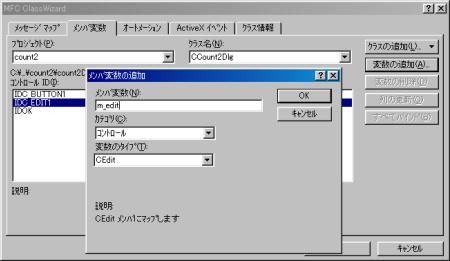 MFC ClassWizard
メッセージ マップ メンバ変数 オートメーション ActiveX イベント クラス情報
プロジェクト(P): クラス名(N): クラスの追加(L)...
count2 CCount2Dlg
変数の追加(A)...
コントロール ID(I):
IDC_BUTTON1
IDC_EDIT1
IDOK
変数の削除(D)
列の更新(O)
すべてバインド(B)
説明:
キャンセル
メンバ変数の追加
メンバ変数名(N):
m_edit
OK
キャンセル
カテゴリ(C):
コントロール
変数のタイプ(T):
CEdit
説明:
CEdit メンバにマップします